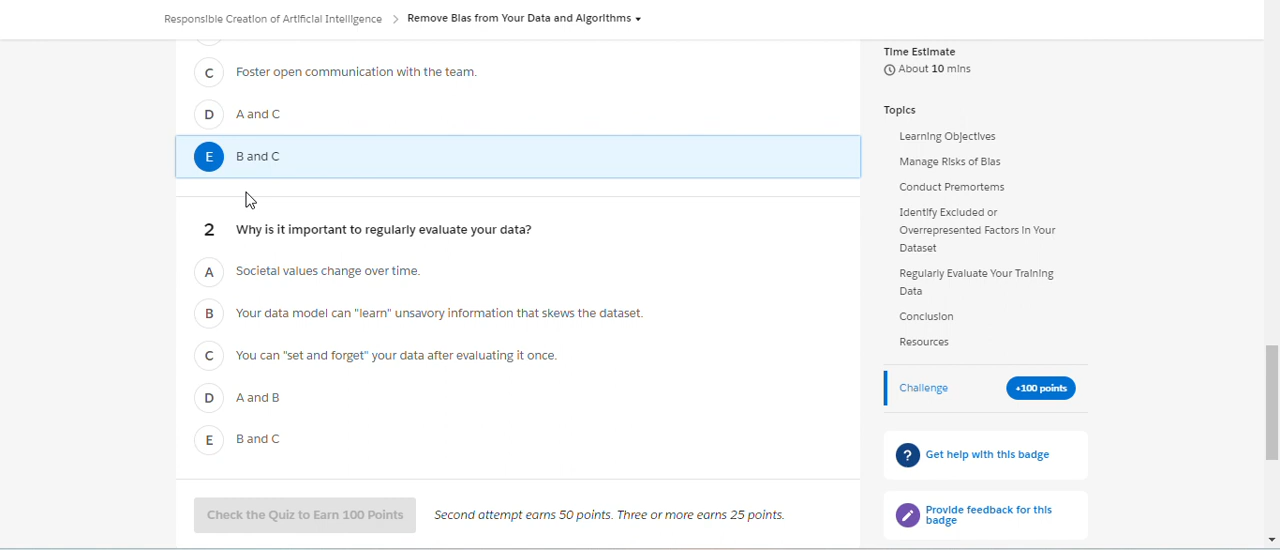 Responsible Creation of Artificial Intelligence > Remove Bias from Your Data and Algorithms
C Foster open communication with the team.
D A and C
E B and C
2 Why is it important to regularly evaluate your data?
A Societal values change over time.
B Your data model can "learn" unsavory information that skews the dataset.
C You can "set and forget" your data after evaluating it once.
D A and B
E B and C
Check the Quiz to Earn 100 Points
Second attempt earns 50 points. Three or more earns 25 points.
Time Estimate
About 10 mins
Topics
Learning Objectives
Manage Risks of Bias
Conduct Premortems
Identify Excluded or
Overrepresented Factors in Your
Dataset
Regularly Evaluate Your Training
Data
Conclusion
Resources
Challenge
+100 points
? Get help with this badge
Provide feedback for this
badge